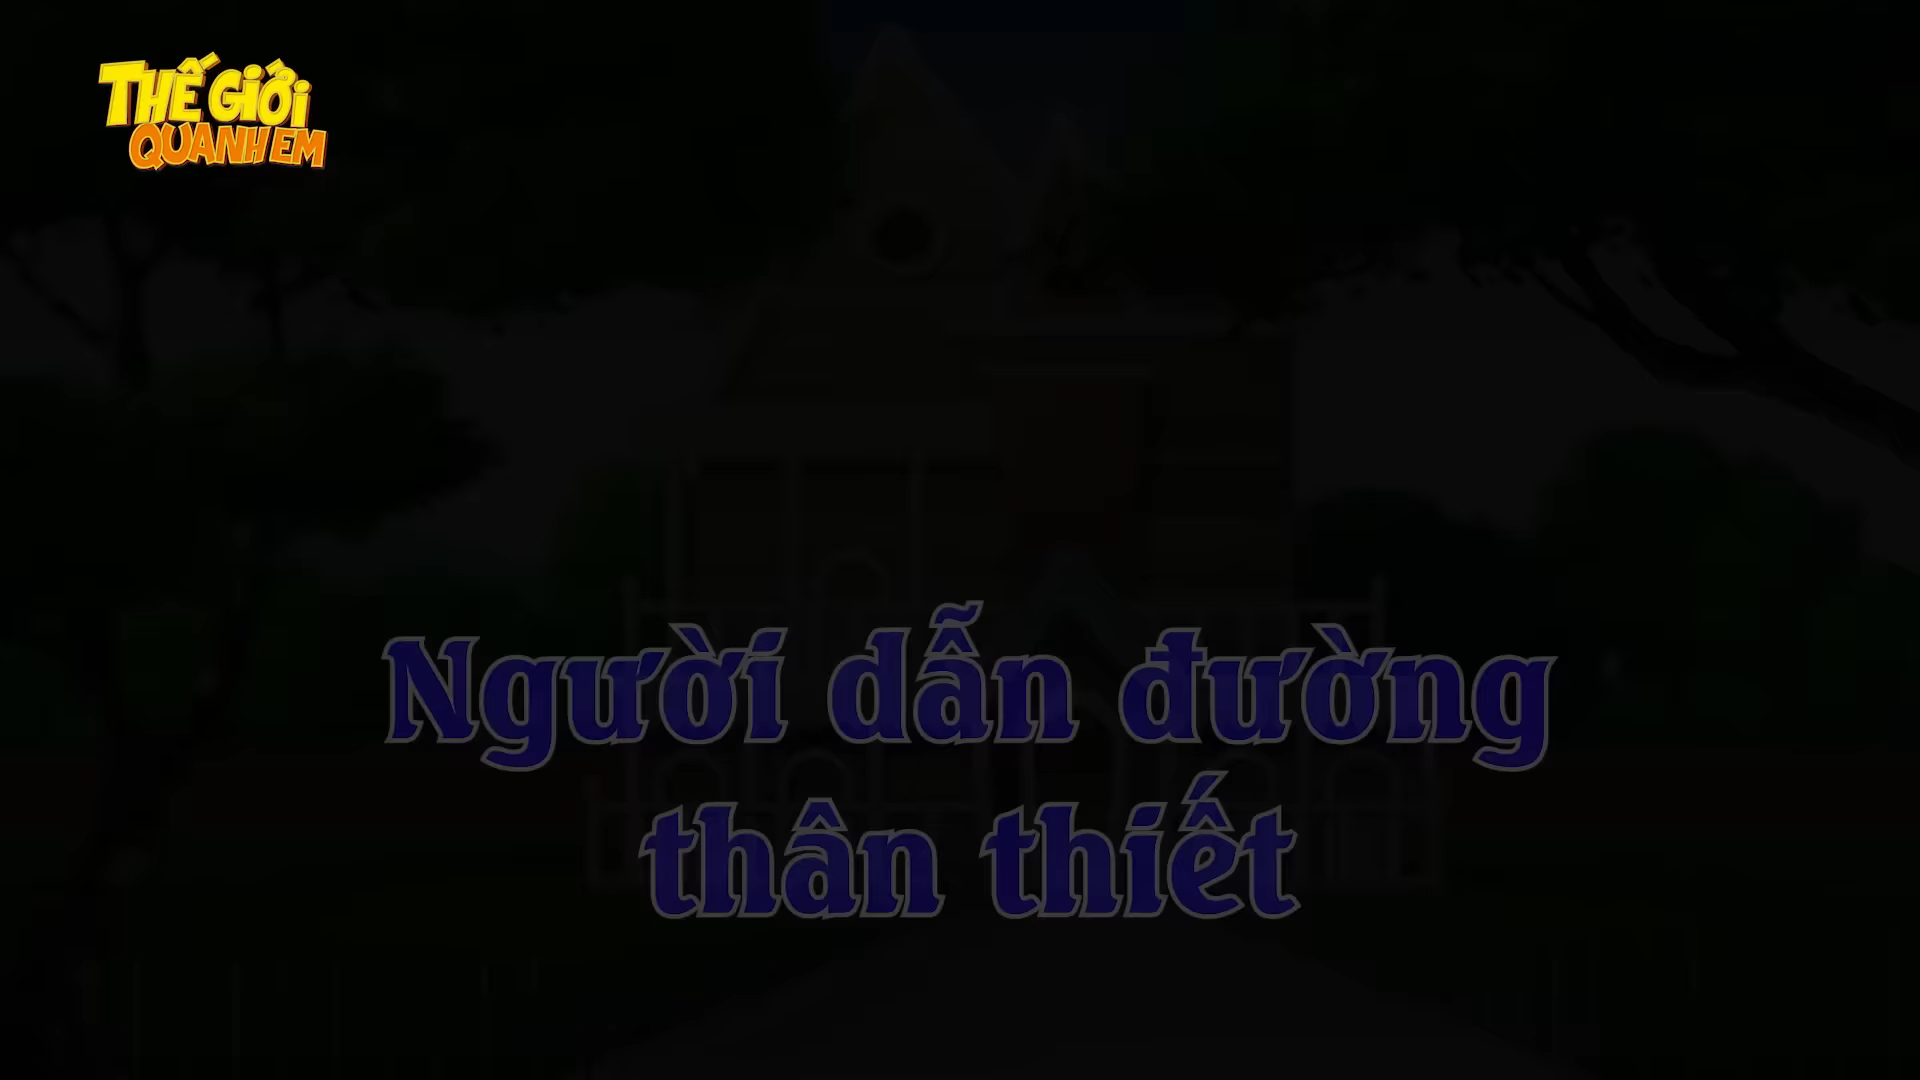 THẾ GIỚI
QUANH EM
Người dẫn đường
thân thiết